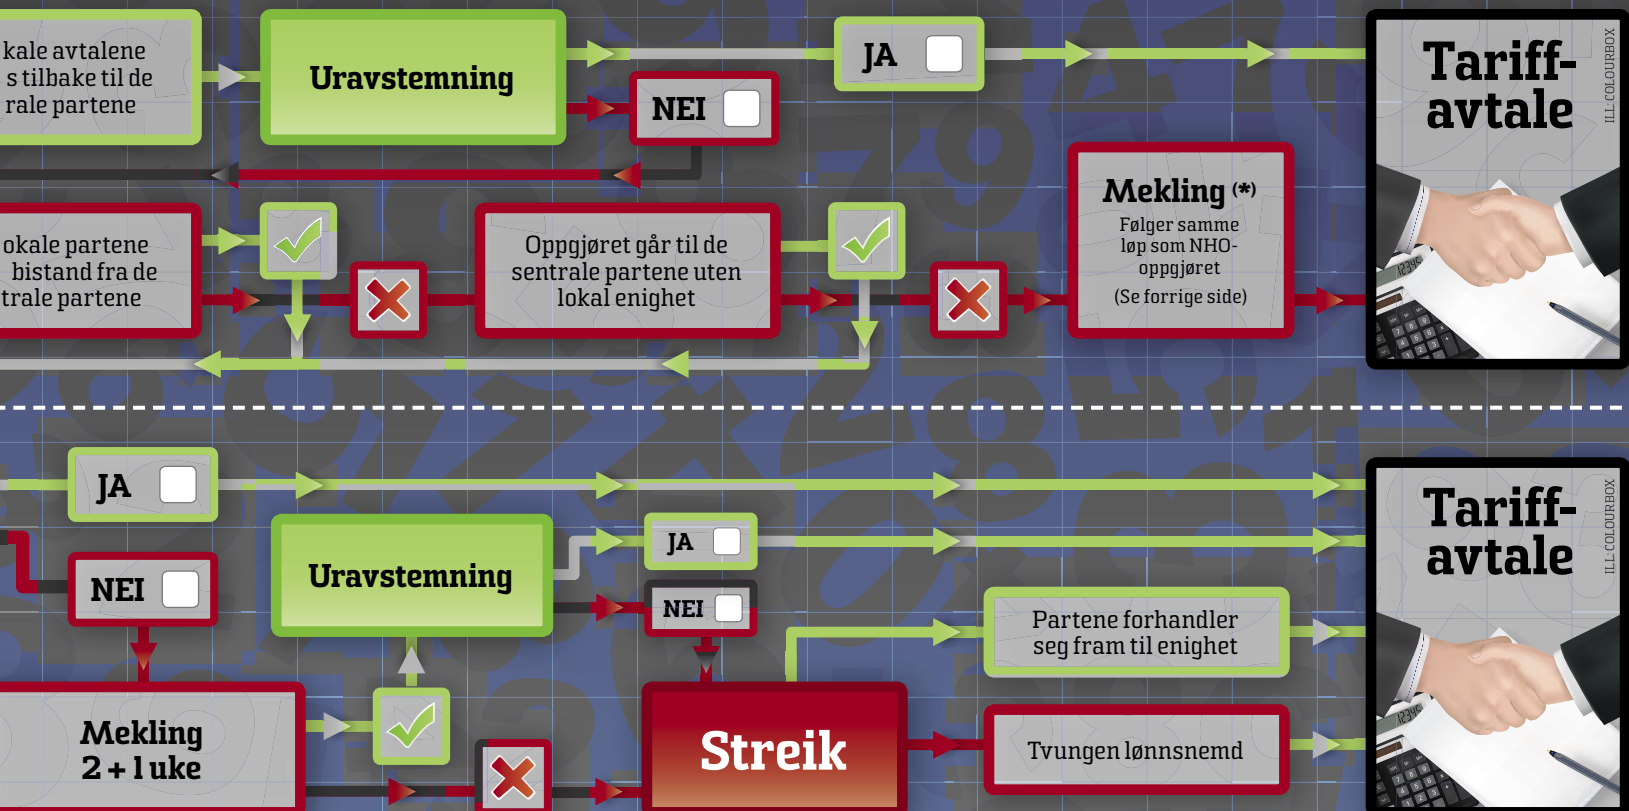 kale avtalene
s tilbake til de
rale partene
Uravstemning
JA
NEI
Tariff-
avtale
ILL: COLOURBOX
okale partene
bistand fra de
trale partene
Oppgjøret går til de
sentrale partene uten
lokal enighet
Mekling (*)
Følger samme
løp som NHO-
oppgjøret
(Se forrige side)
JA
NEI
Uravstemning
JA
NEI
Partene forhandler
seg fram til enighet
Tariff-
avtale
ILL: COLOURBOX
Mekling
2 + 1 uke
Streik
Tvungen lønnsnemd